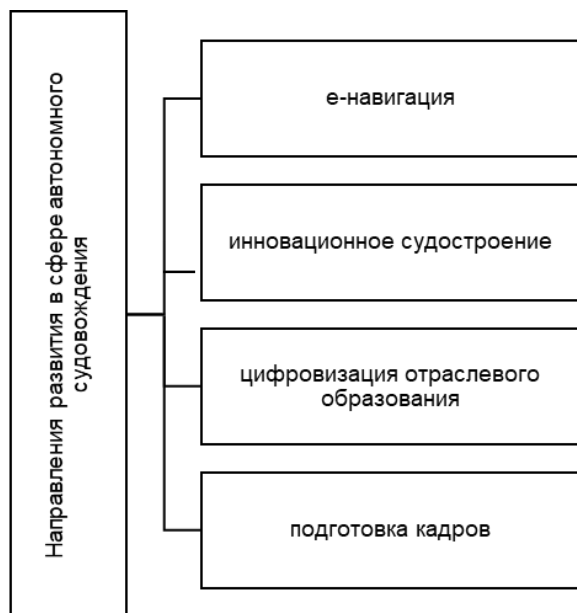 Направления развития в сфере автономного
судовождения
е-навигация
инновационное судостроение
цифровизация отраслевого
образования
подготовка кадров